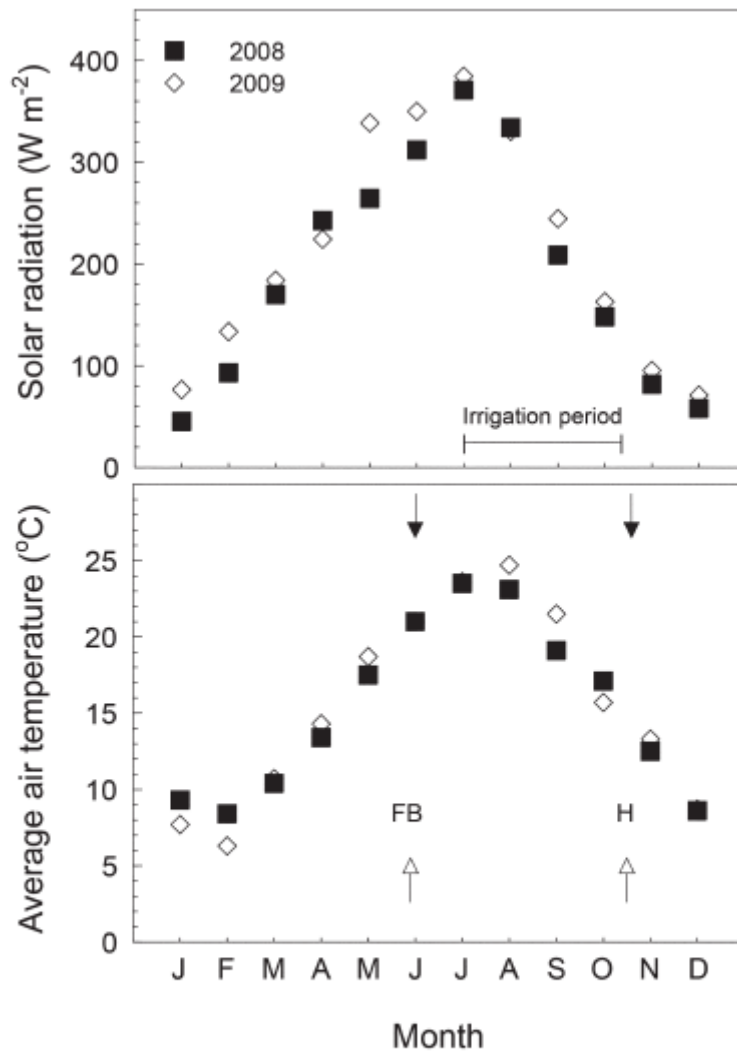 2008
2009
400
300
200
100
0
Solar radiation (W m-2)
Irrigation period
25
20
15
10
5
0
Average air temperature (oC)
FB H
J F M A M J J A S O N D
Month